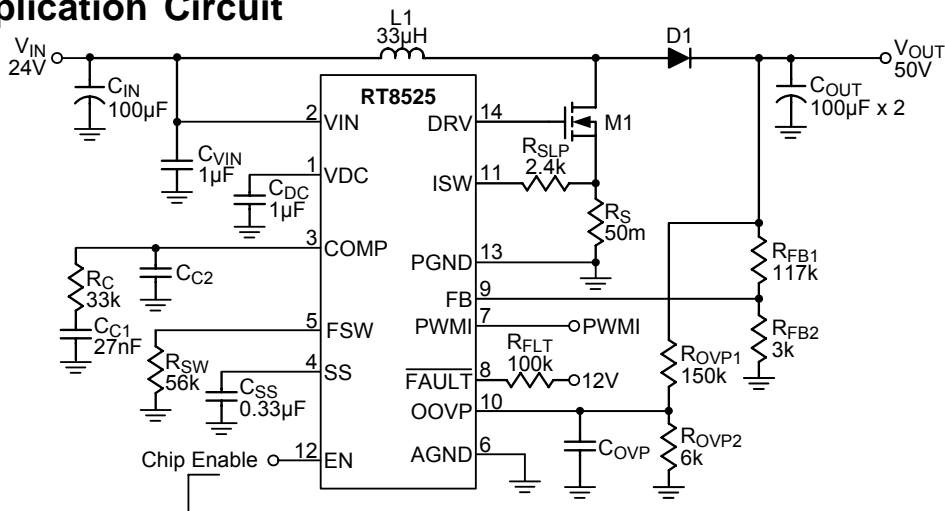 plication Circuit
L1
33µH
D1
VIN
24V
VOUT
50V
CIN
100µF
COUT
100µF x 2
RT8525
2
VIN
DRV
14
M1
CVIN
1µF
1
VDC
RSLP
2.4k
ISW
11
CDC
1µF
RS
50m
3
COMP
PGND
13
RFB1
117k
CC2
RC
33k
FB
9
CC1
27nF
5
FSW
PWMI
7
PWMI
RFB2
3k
RSW
56k
RFLT
100k
ROVP1
150k
4
SS
FAULT
8
12V
CSS
0.33µF
OOVP
10
COVP
ROVP2
6k
Chip Enable
12
EN
AGND
6